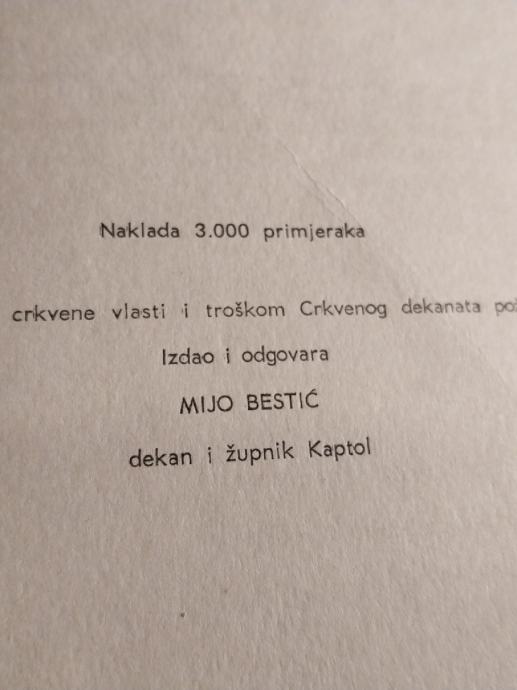 Naklada 3.000 primjeraka
crkvene vlasti i troškom Crkvenog dekanata
Izdao i odgovara
MIJO BESTIĆ
dekan i župnik Kaptol